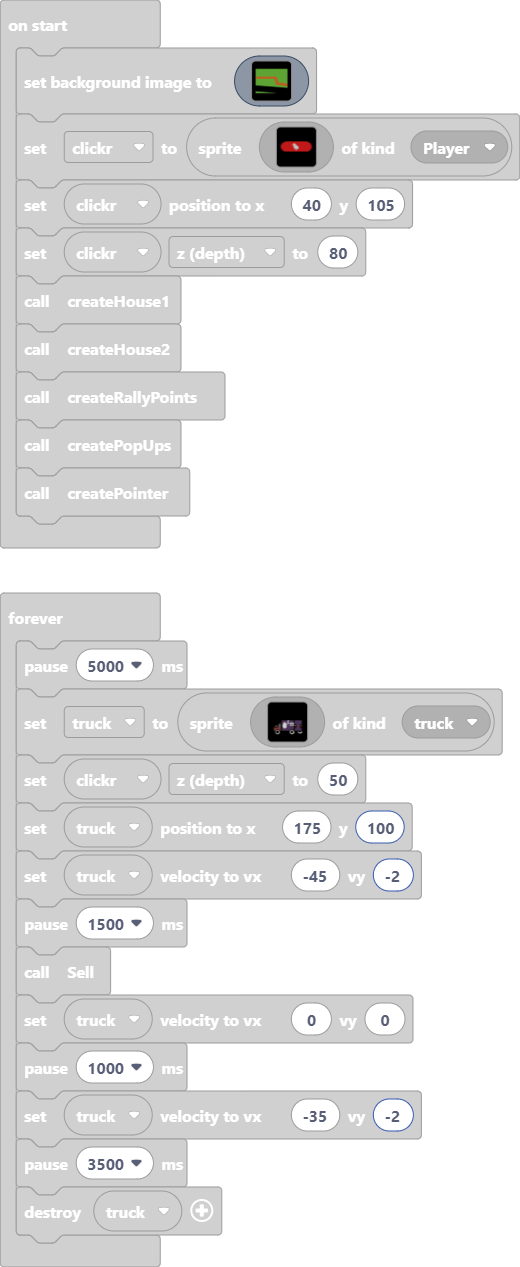 on start
set background image to
set clickr to sprite of kind Player
set clickr position to x 40 y 105
set clickr z (depth) to 80
call createHouse1
call createHouse2
call createRallyPoints
call createPopUps
call createPointer
forever
pause 5000 ms
set truck to sprite of kind truck
set clickr z (depth) to 50
set truck position to x 175 y 100
set truck velocity to vx -45 vy -2
pause 1500 ms
call Sell
set truck velocity to vx 0 vy 0
pause 1000 ms
set truck velocity to vx -35 vy -2
pause 3500 ms
destroy truck